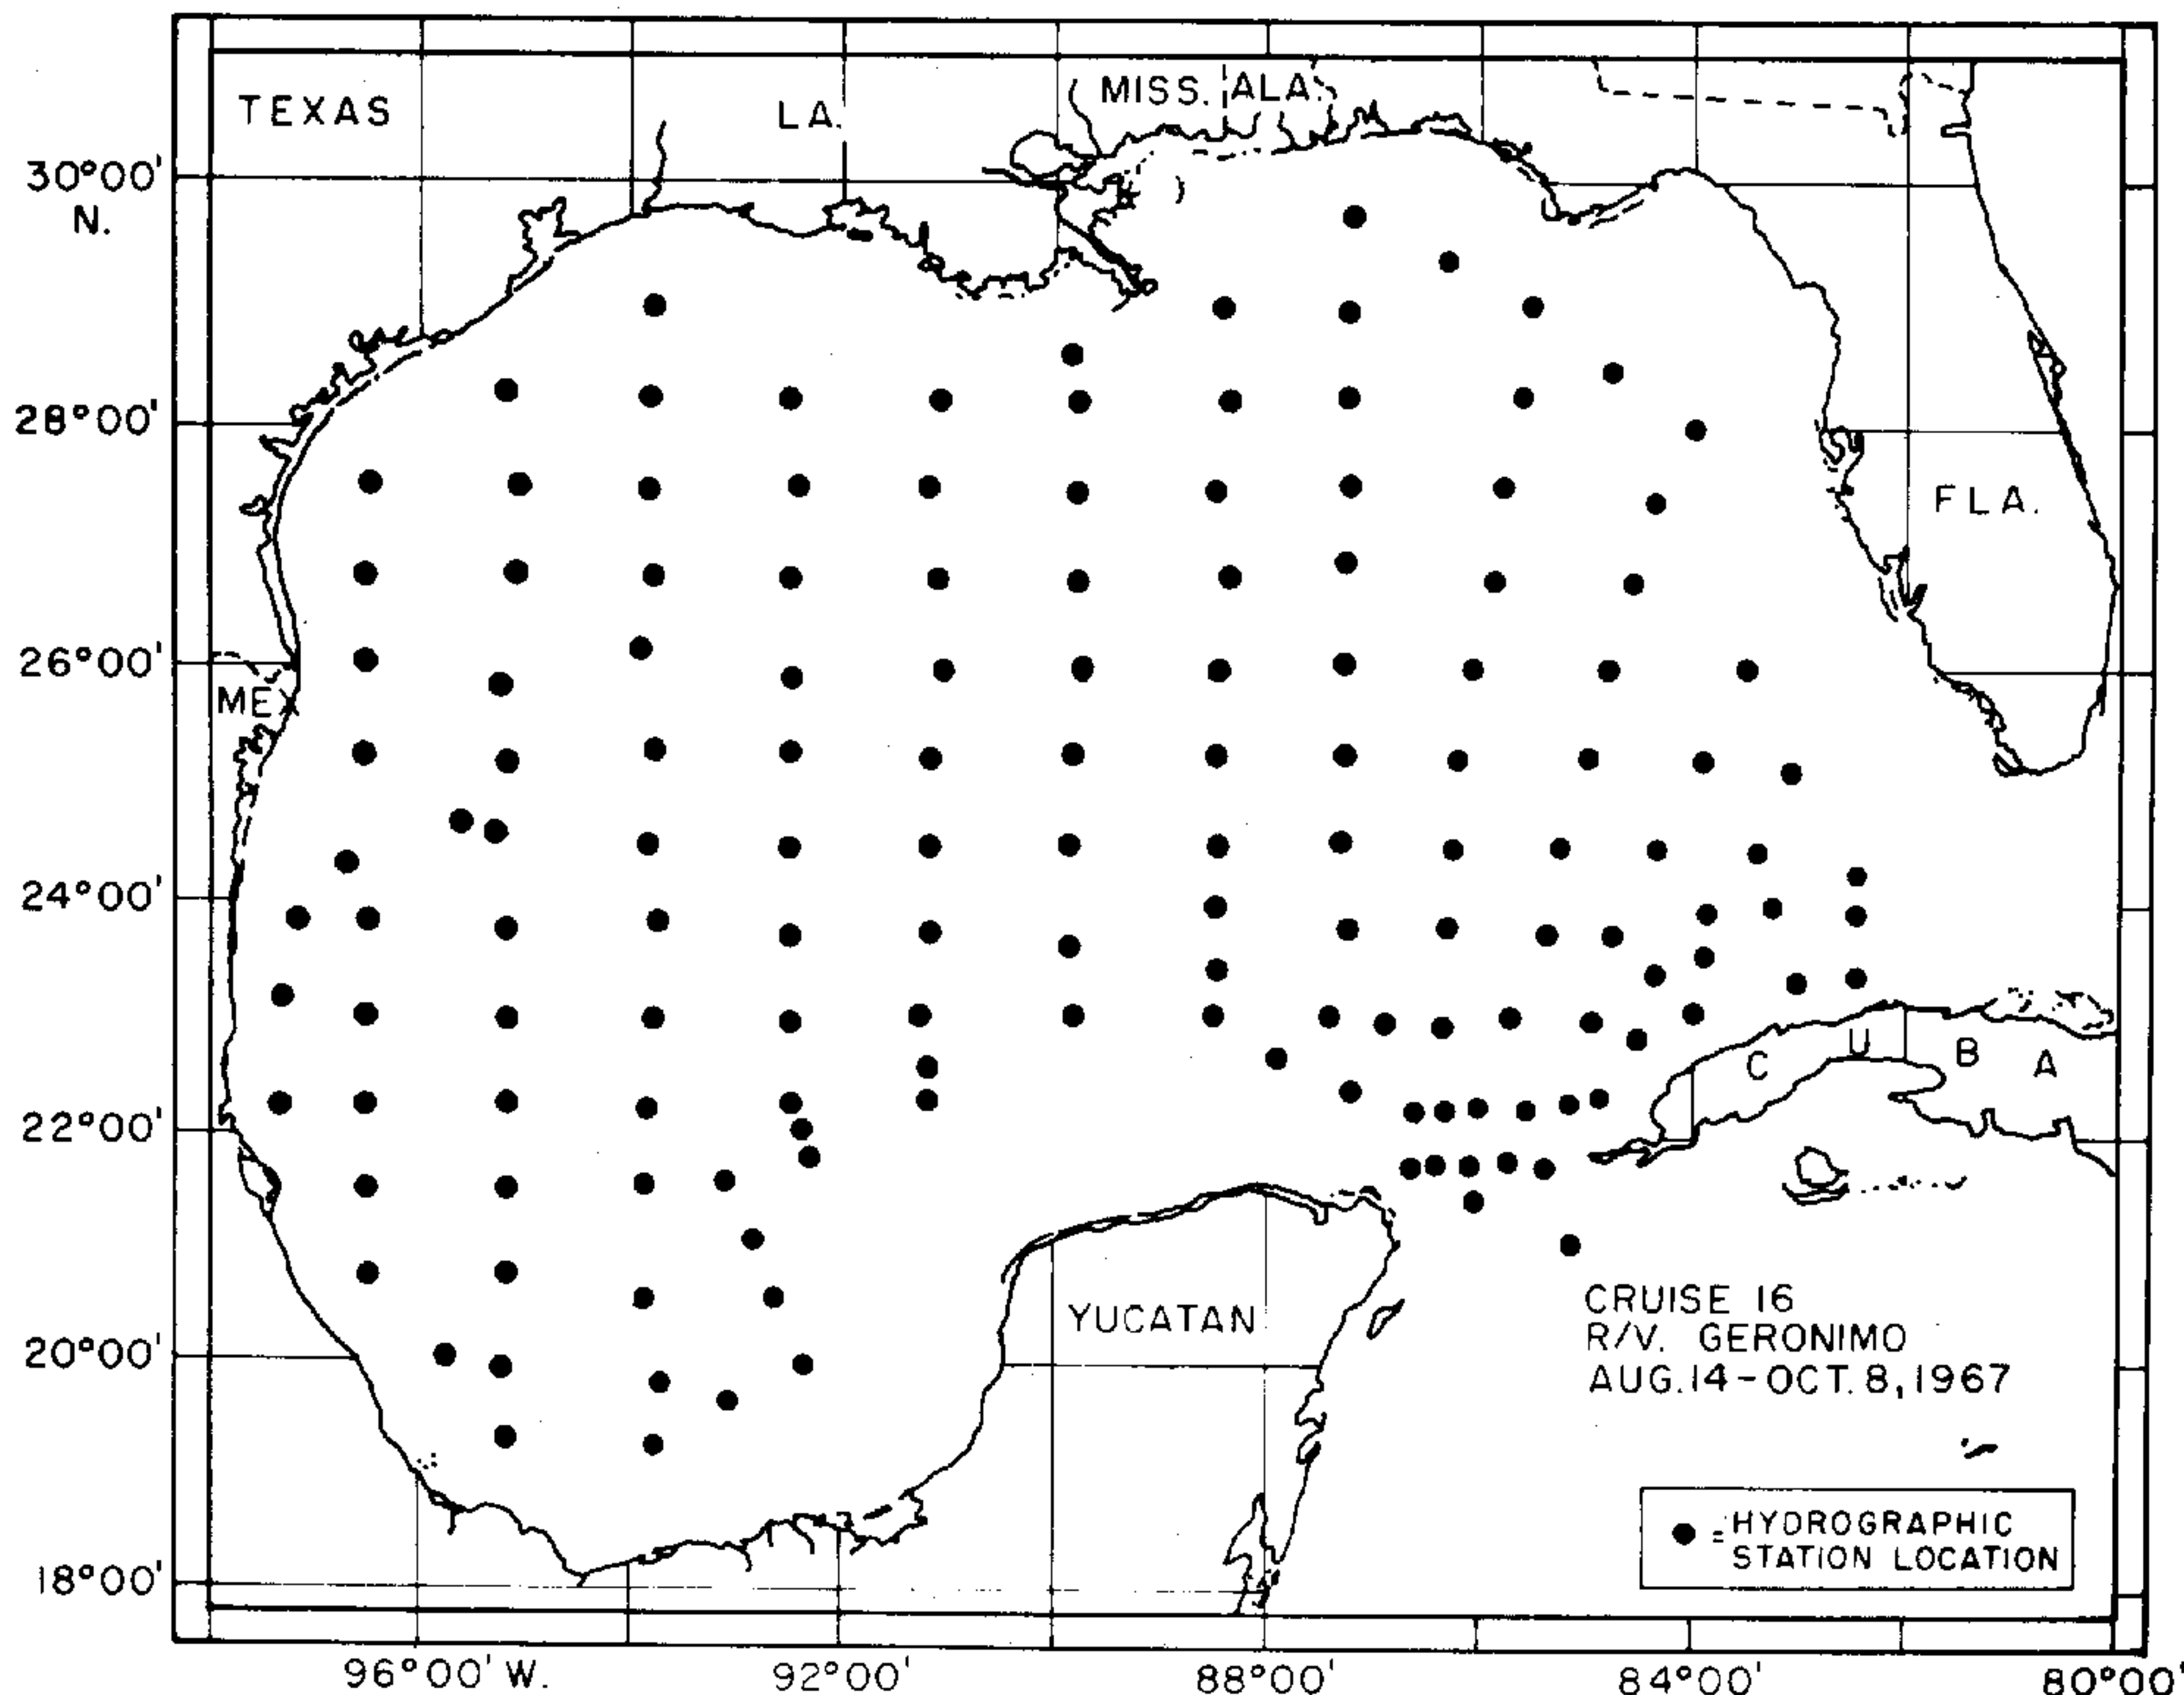 TEXAS
LA.
MISS.
ALA.
30°00'
N.
28°00'
FLA.
26°00'
MEX
24°00'
CUBA
22°00'
20°00'
YUCATAN
CRUISE 16
R/V. GERONIMO
AUG. 14-OCT. 8, 1967
18°00'
= HYDROGRAPHIC
STATION LOCATION
96°00' W.
92°00'
88°00'
84°00'
80°00'